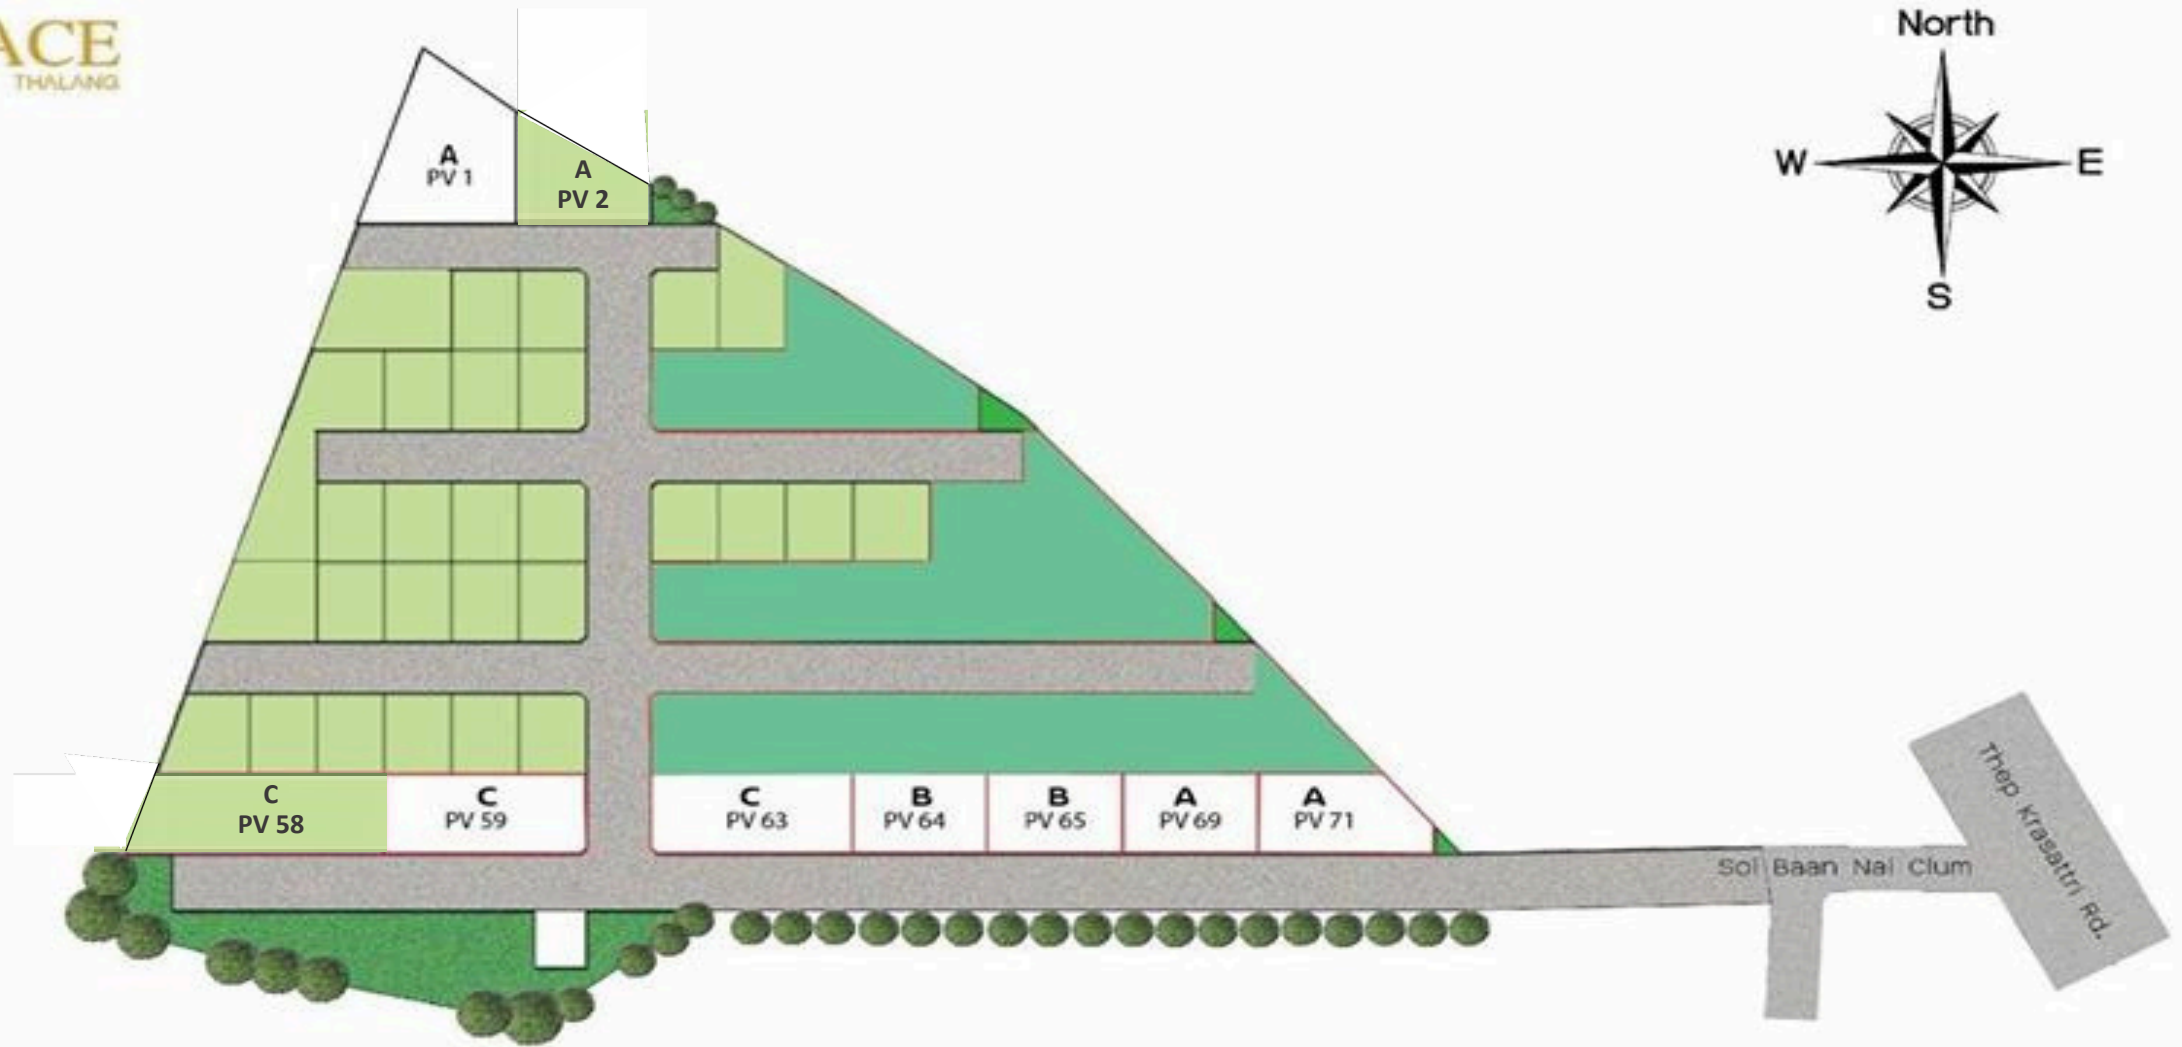 ACE
THALANG
North
W
E
S
A
PV 1
A
PV 2
C
PV 58
C
PV 59
C
PV 63
B
PV 64
B
PV 65
A
PV 69
A
PV 71
Soi Baan Nai Clum
Thep Krasattri Rd.